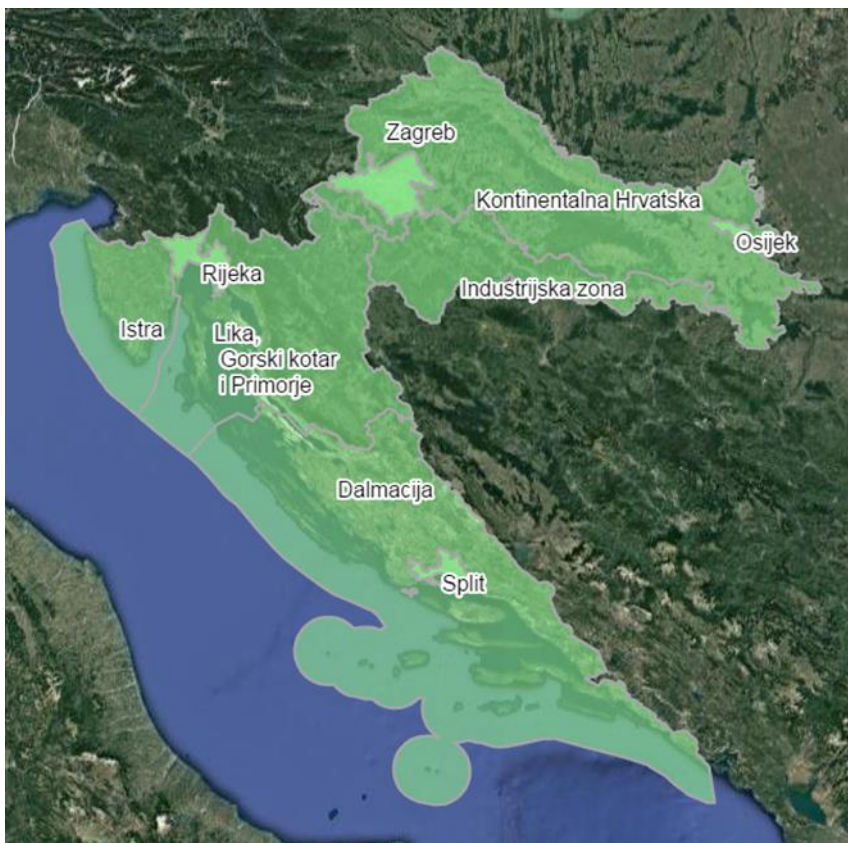 Zagreb
Kontinentalna Hrvatska
Osijek
Rijeka
Industrijska zona
Istra
Lika,
Gorski kotar
i Primorje
Dalmacija
Split